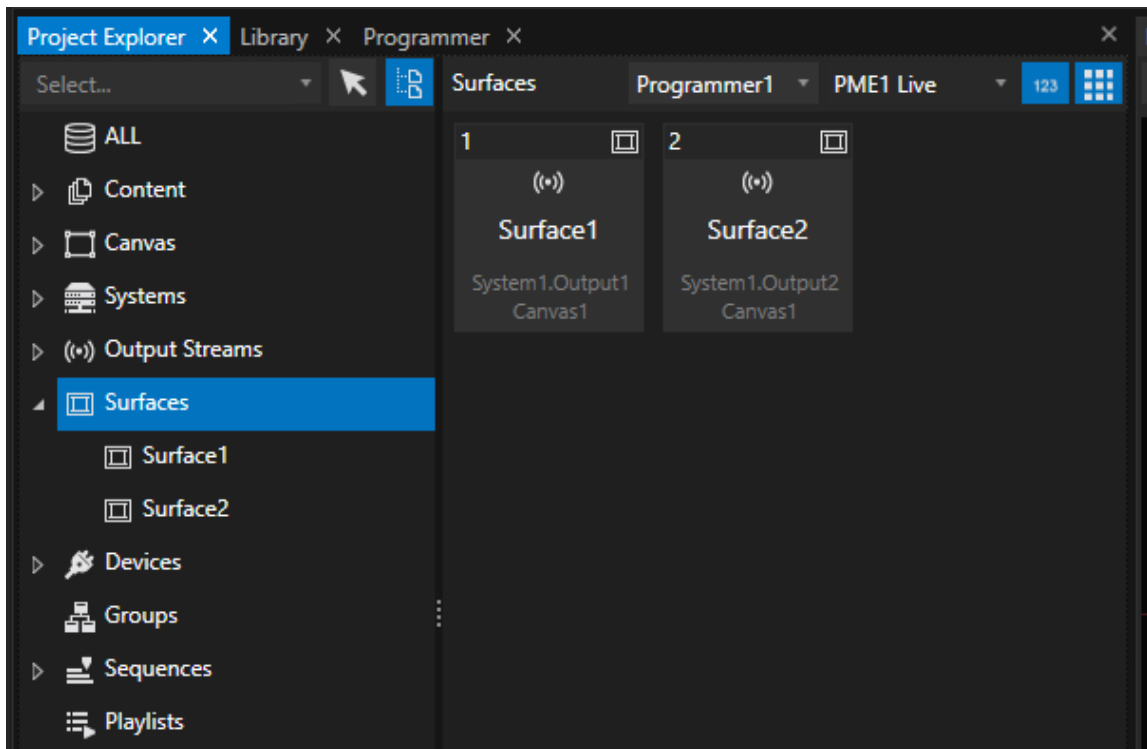 Project Explorer Library Programmer
Select... Surfaces Programmer1 PME1 Live 123
ALL
Content
Canvas
Systems
Output Streams
Surfaces
Surface1
Surface2
Devices
Groups
Sequences
Playlists
1 2
Surface1 Surface2
System1.Output1 System1.Output2
Canvas1 Canvas1